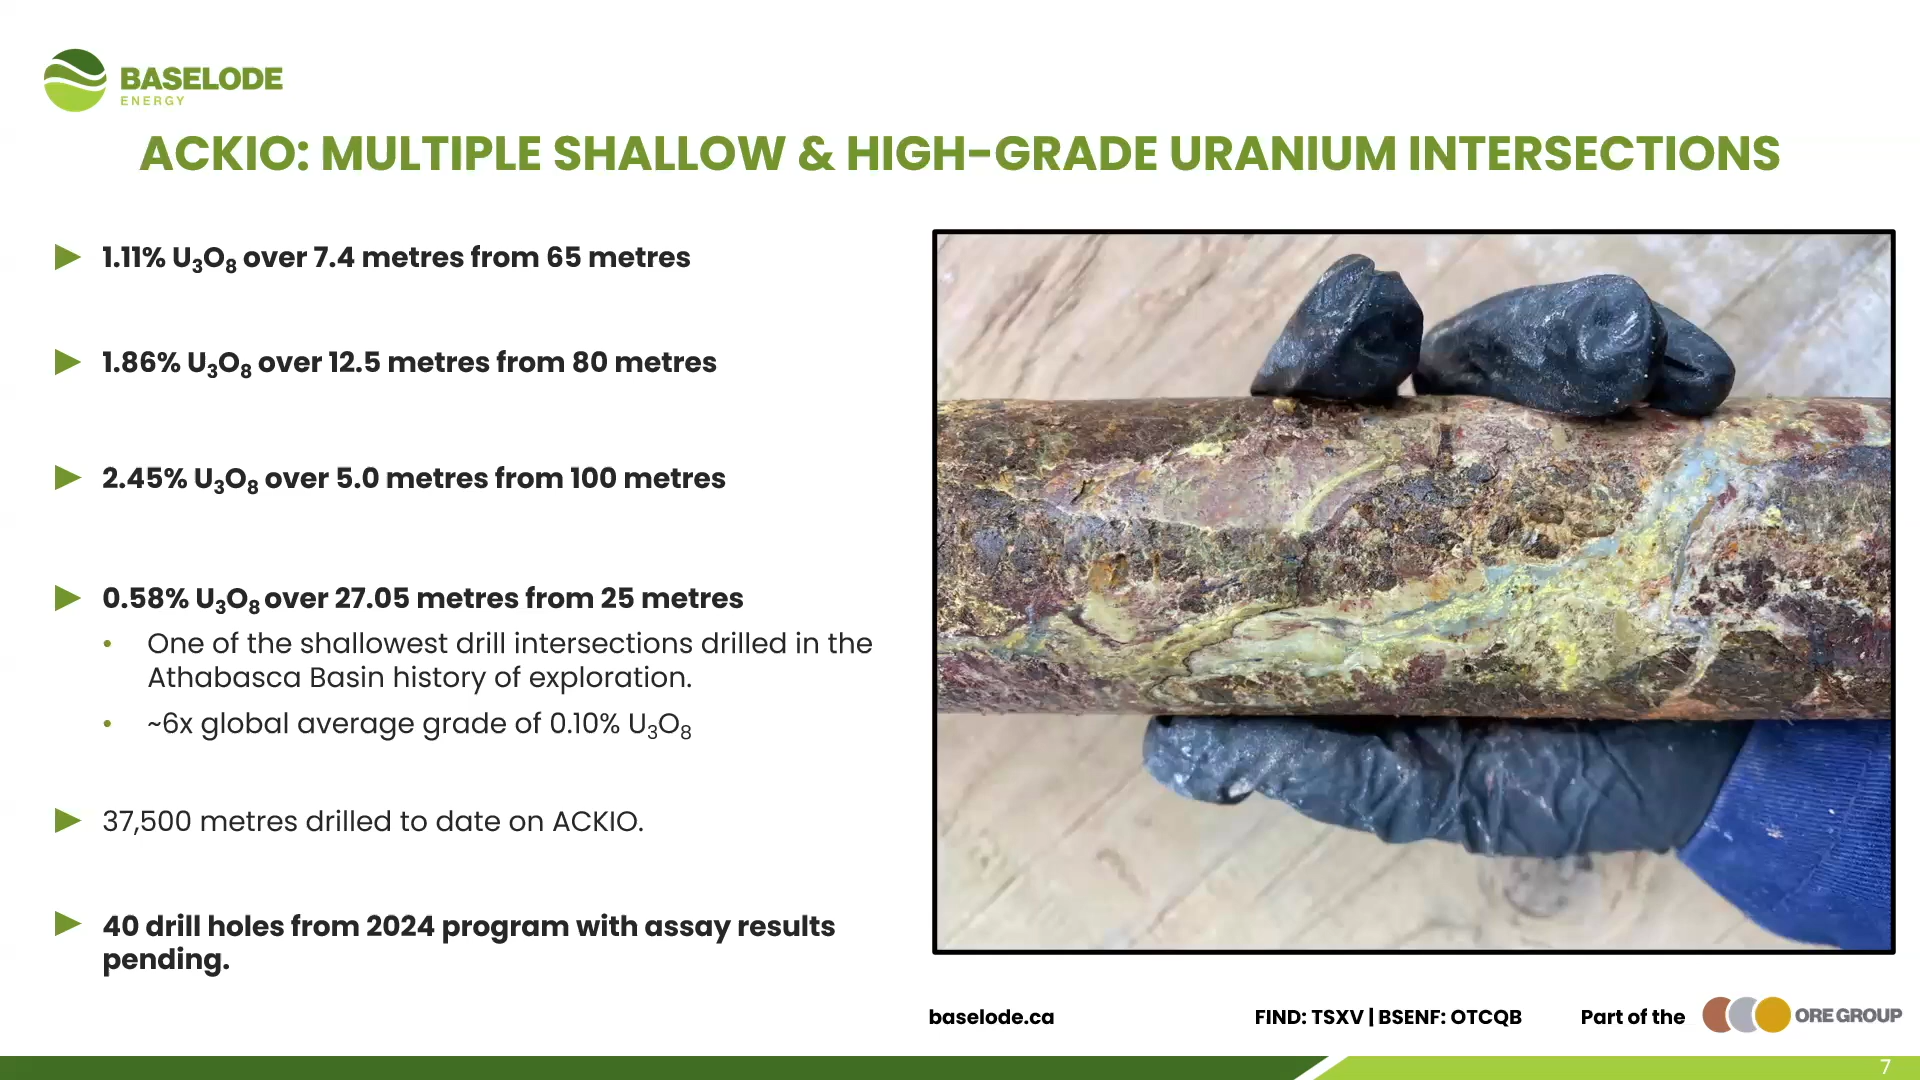 BASELODE
ENERGY
ACKIO: MULTIPLE SHALLOW & HIGH-GRADE URANIUM INTERSECTIONS
1.11% U₃O₈ over 7.4 metres from 65 metres
1.86% U₃O₈ over 12.5 metres from 80 metres
2.45% U₃O₈ over 5.0 metres from 100 metres
0.58% U₃O₈ over 27.05 metres from 25 metres
• One of the shallowest drill intersections drilled in the
Athabasca Basin history of exploration.
• ~6x global average grade of 0.10% U₃O₈
37,500 metres drilled to date on ACKIO.
40 drill holes from 2024 program with assay results
pending.
baselode.ca
FIND: TSXV | BSENF: OTCQB
Part of the
ORE GROUP
7